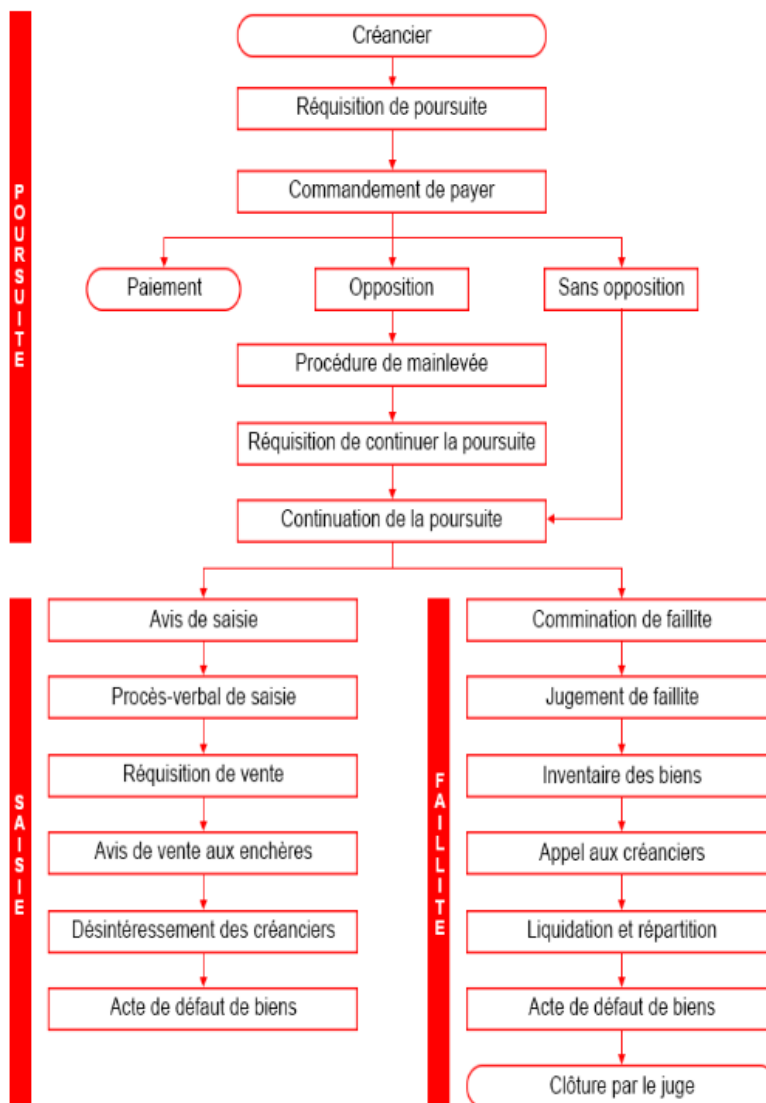 POURSUITE
Créancier
Réquisition de poursuite
Commandement de payer
Paiement
Opposition
Sans opposition
Procédure de mainlevée
Réquisition de continuer la poursuite
Continuation de la poursuite
SAISIE
Avis de saisie
Procès-verbal de saisie
Réquisition de vente
Avis de vente aux enchères
Désintéressement des créanciers
Acte de défaut de biens
FAILLITE
Commination de faillite
Jugement de faillite
Inventaire des biens
Appel aux créanciers
Liquidation et répartition
Acte de défaut de biens
Clôture par le juge